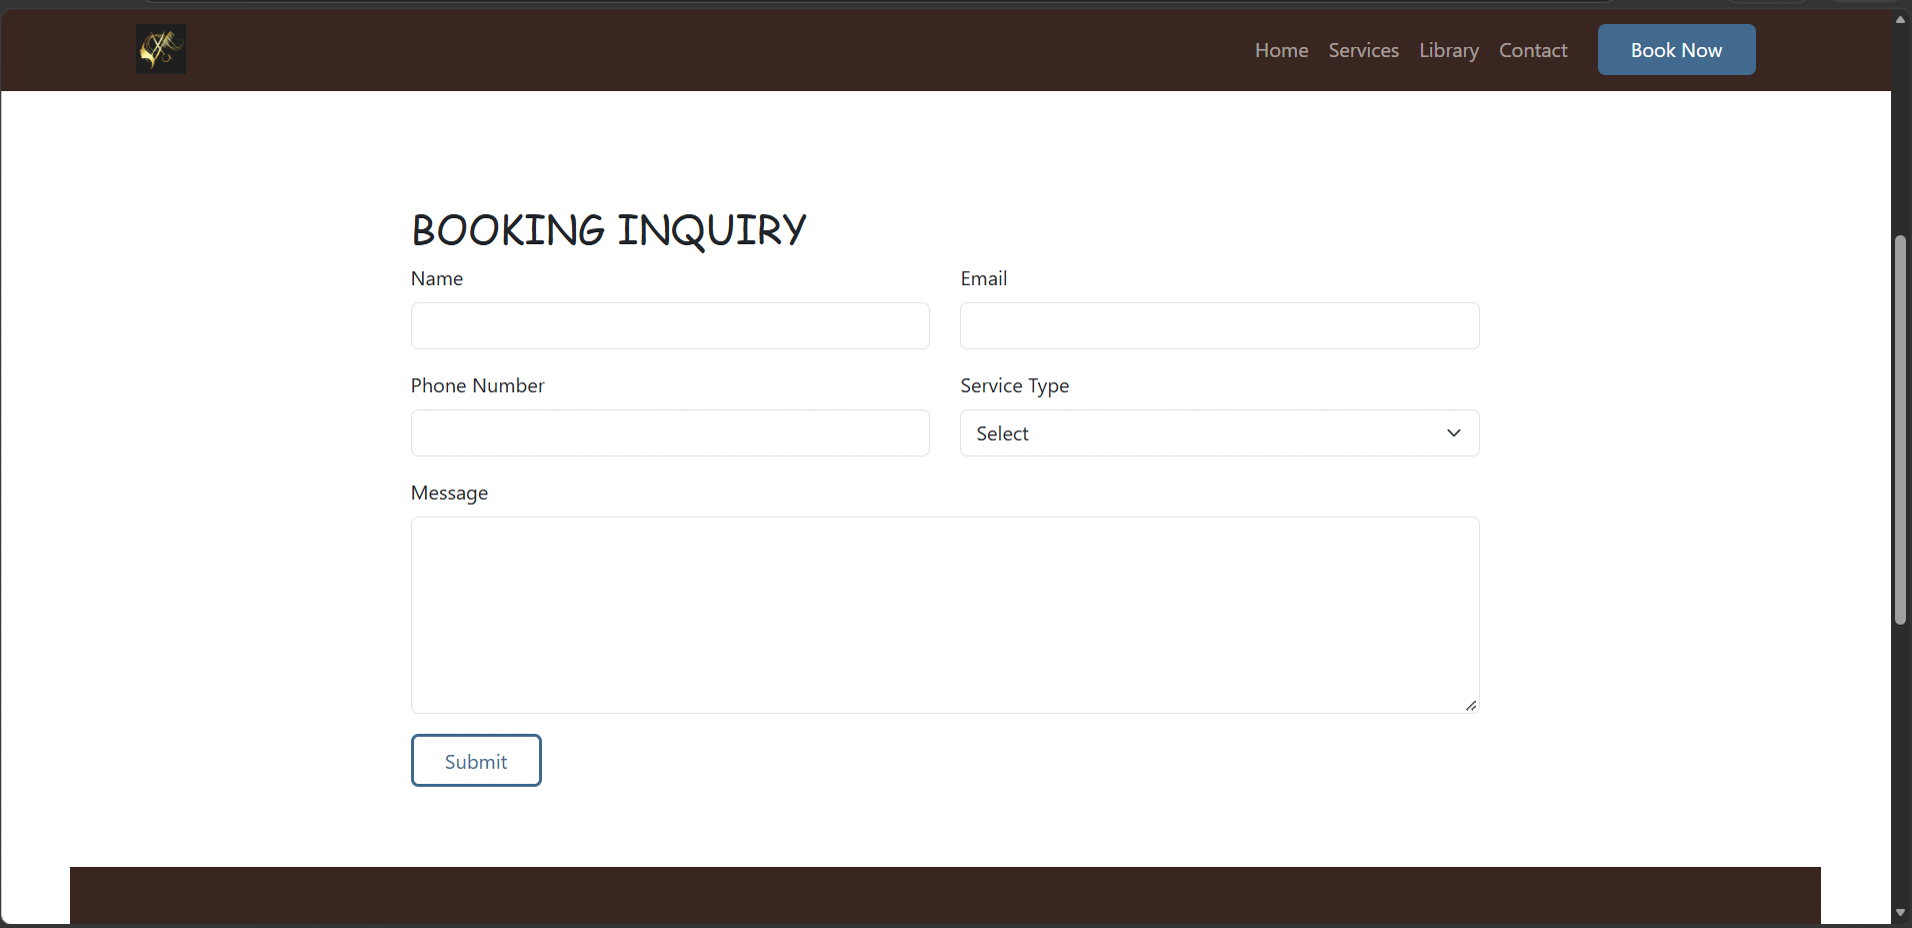 Home Services Library Contact Book Now
BOOKING INQUIRY
Name Email
Phone Number Service Type
Select
Message
Submit